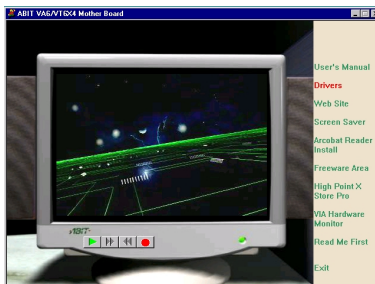 ABIT VA6/VT6X4 Mother Board
User's Manual
Drivers
Web Site
Screen Saver
Arcobat Reader
Install
Freeware Area
High Point X
Store Pro
VIA Hardware
Monitor
Read Me First
Exit
ABIT